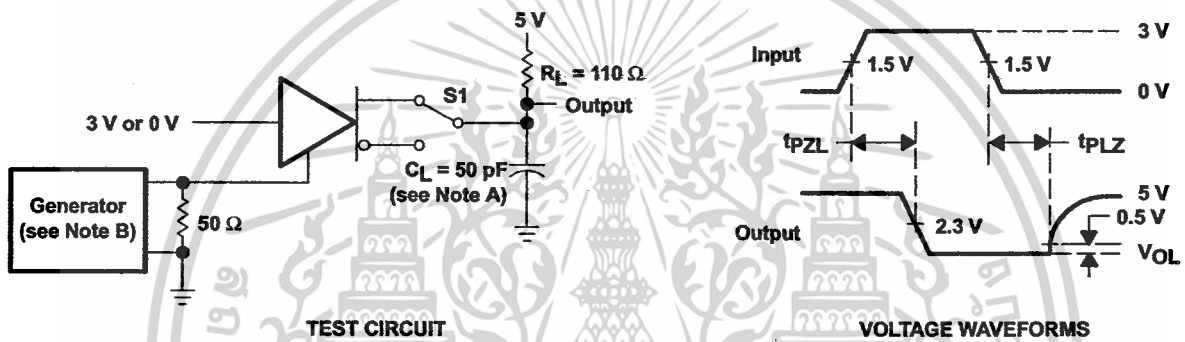 5 V
R_L = 110 Ω
S1
Output
3 V or 0 V
C_L = 50 pF
(see Note A)
Generator
(see Note B)
50 Ω
TEST CIRCUIT
Input
3 V
1.5 V
1.5 V
0 V
t_PZL
t_PLZ
Output
5 V
0.5 V
2.3 V
V_OL
VOLTAGE WAVEFORMS